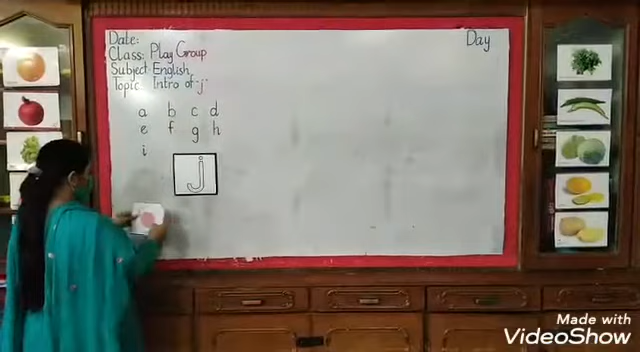 Date:
Day
Class: Play Group
Subject English
Topic: Intro of "j"
a b c d
e f g h
i
j
Made with
VideoShow